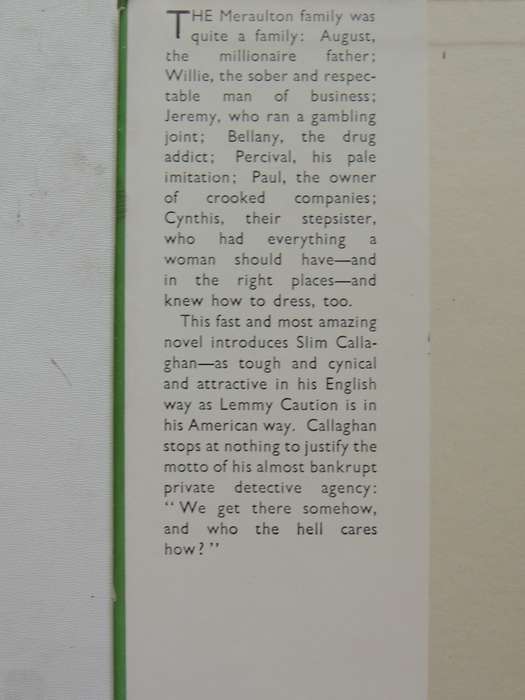 THE Meraulton family was
quite a family: August,
the millionaire father;
Willie, the sober and respec-
table man of business;
Jeremy, who ran a gambling
joint; Bellany, the drug
addict; Percival, his pale
imitation; Paul, the owner
of crooked companies;
Cynthis, their stepsister,
who had everything a
woman should have—and
in the right places—and
knew how to dress, too.
This fast and most amazing
novel introduces Slim Calla-
ghan—as tough and cynical
and attractive in his English
way as Lemmy Caution is in
his American way. Callaghan
stops at nothing to justify the
motto of his almost bankrupt
private detective agency:
“ We get there somehow,
and who the hell cares
how? ”